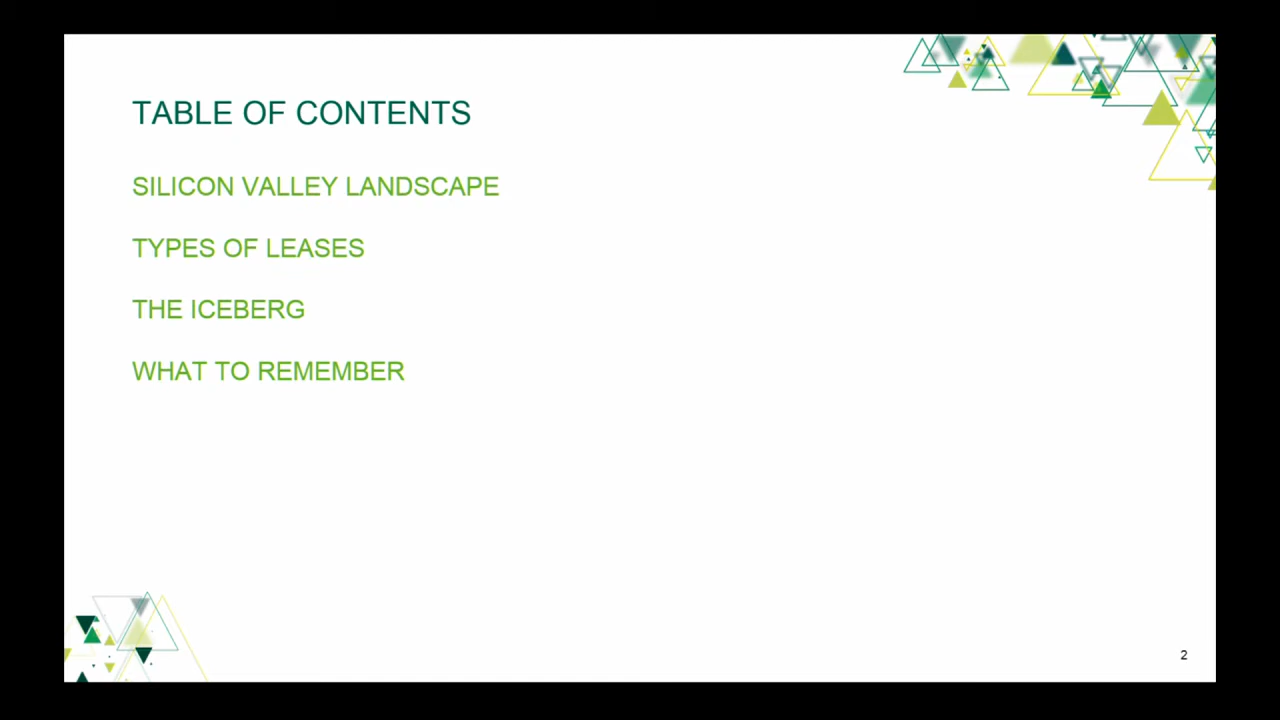 TABLE OF CONTENTS
SILICON VALLEY LANDSCAPE
TYPES OF LEASES
THE ICEBERG
WHAT TO REMEMBER
2